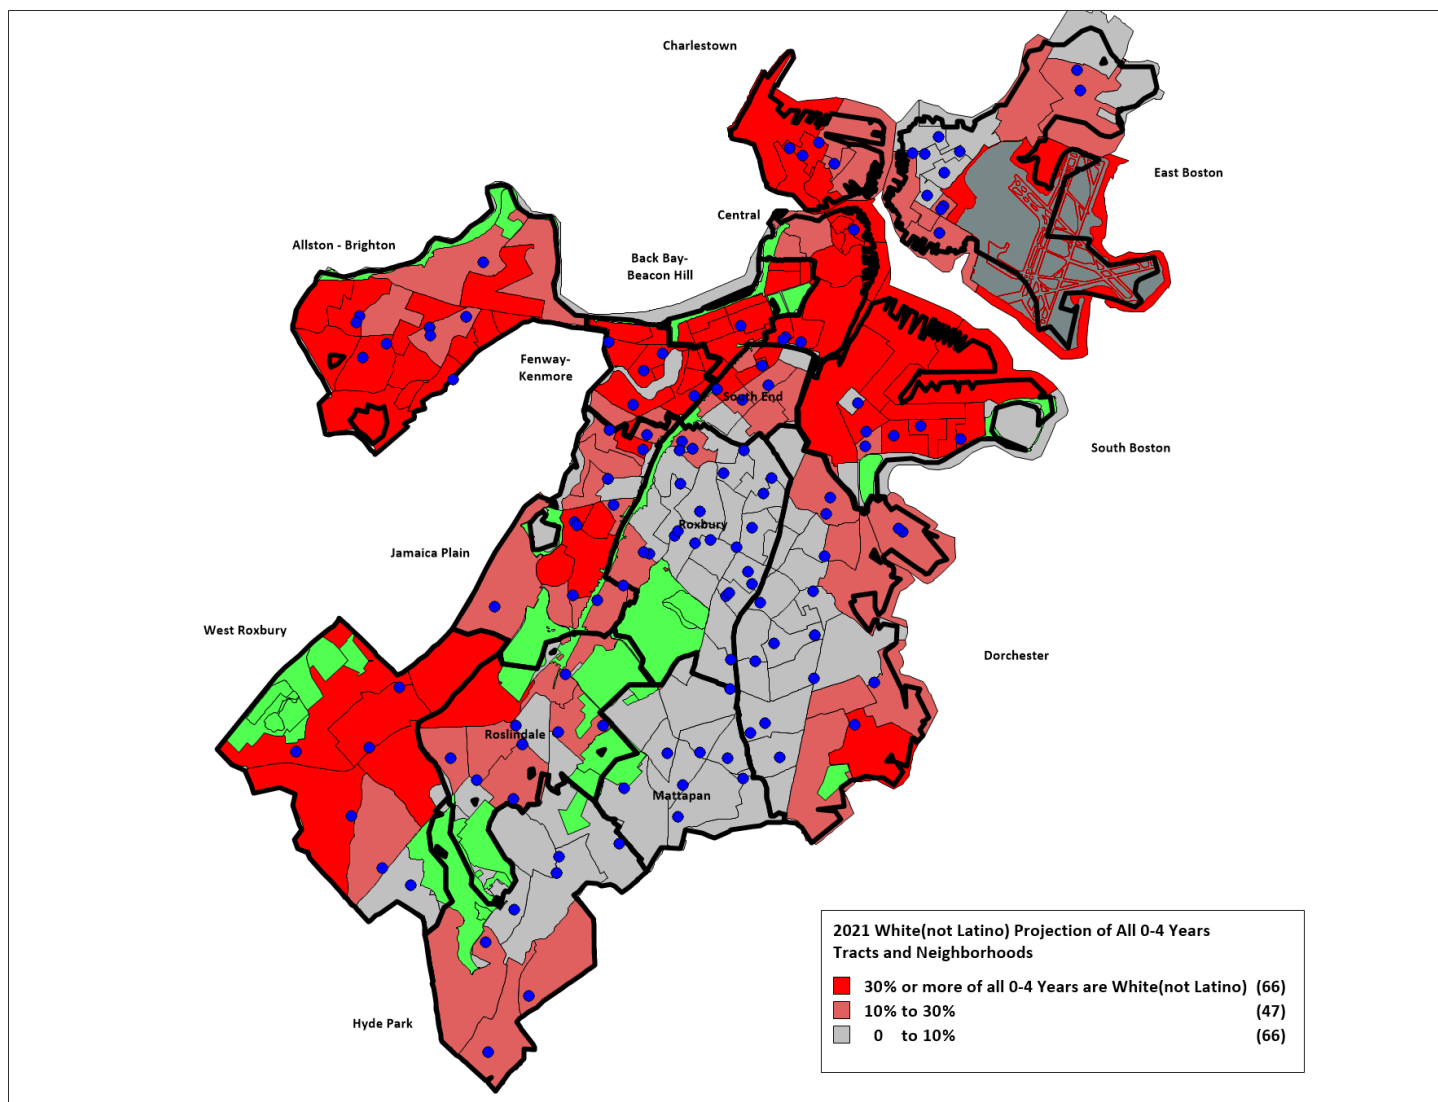 Charlestown
East Boston
Central
Allston - Brighton
Back Bay-
Beacon Hill
Fenway-
Kenmore
South End
South Boston
Roxbury
Jamaica Plain
West Roxbury
Dorchester
Roslindale
Mattapan
Hyde Park
2021 White(not Latino) Projection of All 0-4 Years
Tracts and Neighborhoods
30% or more of all 0-4 Years are White(not Latino) (66)
10% to 30% (47)
0 to 10% (66)